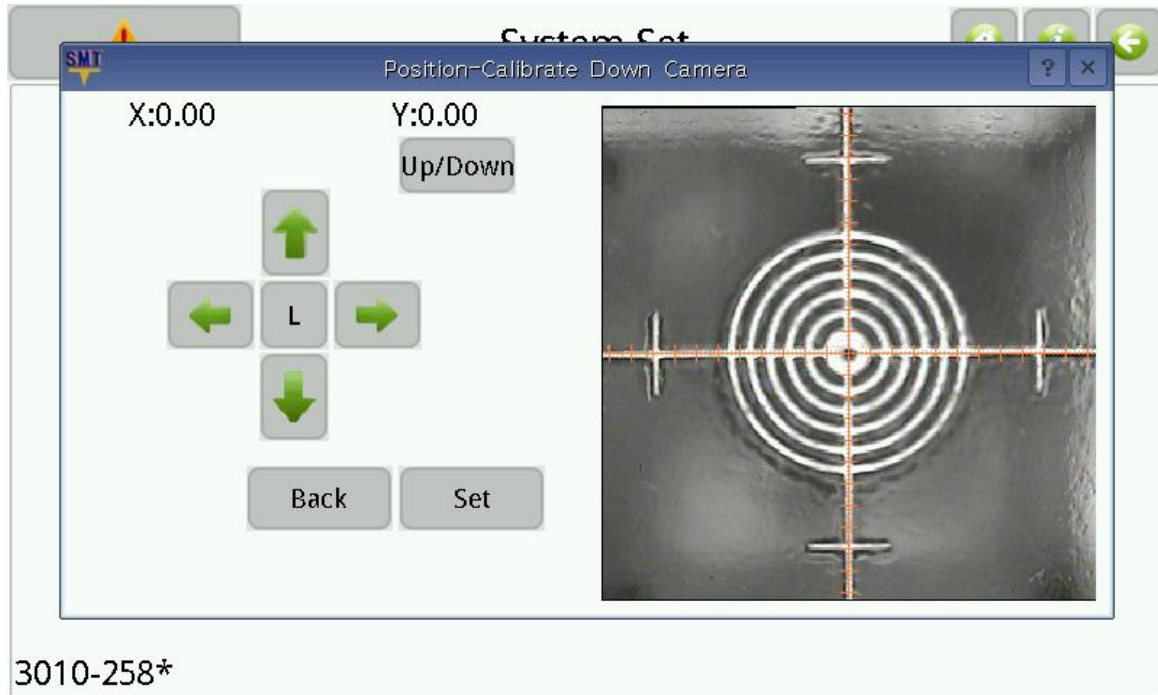 System Set
SMT
Position-Calibrate Down Camera
?
X:0.00
Y:0.00
Up/Down
L
Back
Set
3010-258*